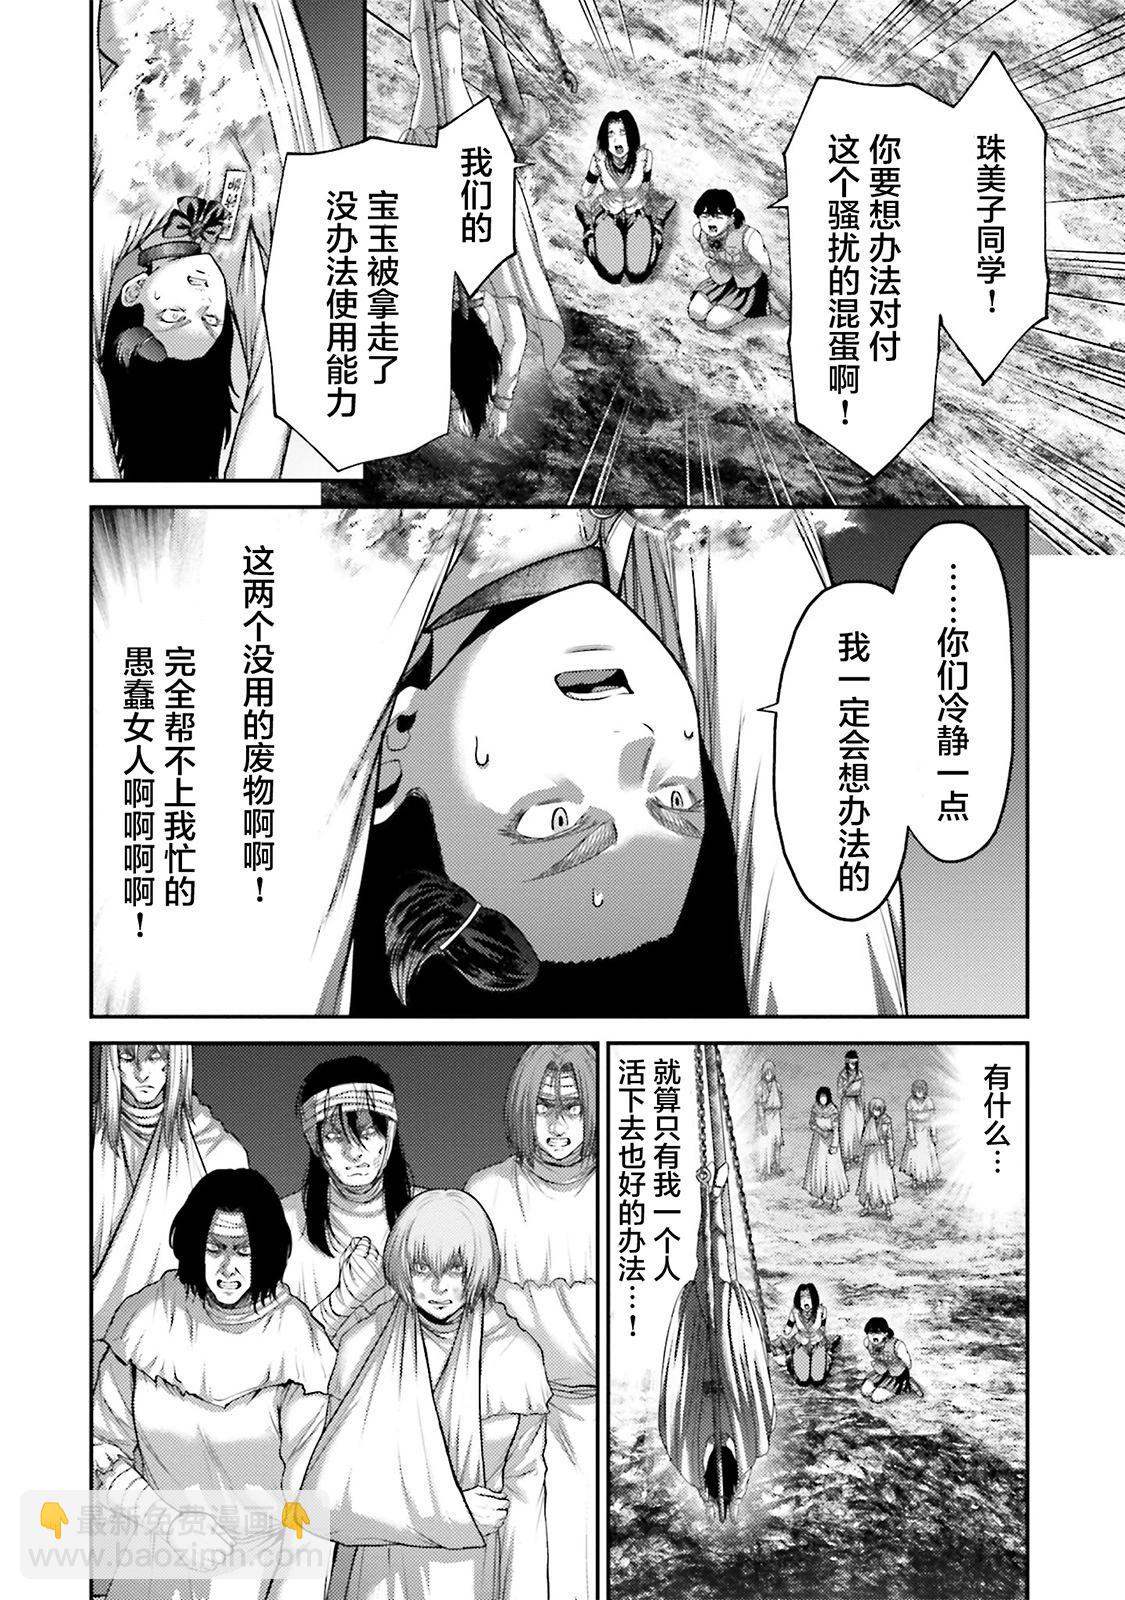 珠美子同学！
你要想办法对付
这个骚扰的混蛋啊！
我们的
宝玉被拿走了
没办法使用能力
……你们冷静一点
我一定会想办法的
这两个没用的废物啊啊！
完全帮不上我忙的
愚蠢女人啊啊啊啊！
有什么…
就算只有我一个人
活下去也好的办法…！
最新免费漫画
www.baozimh.com